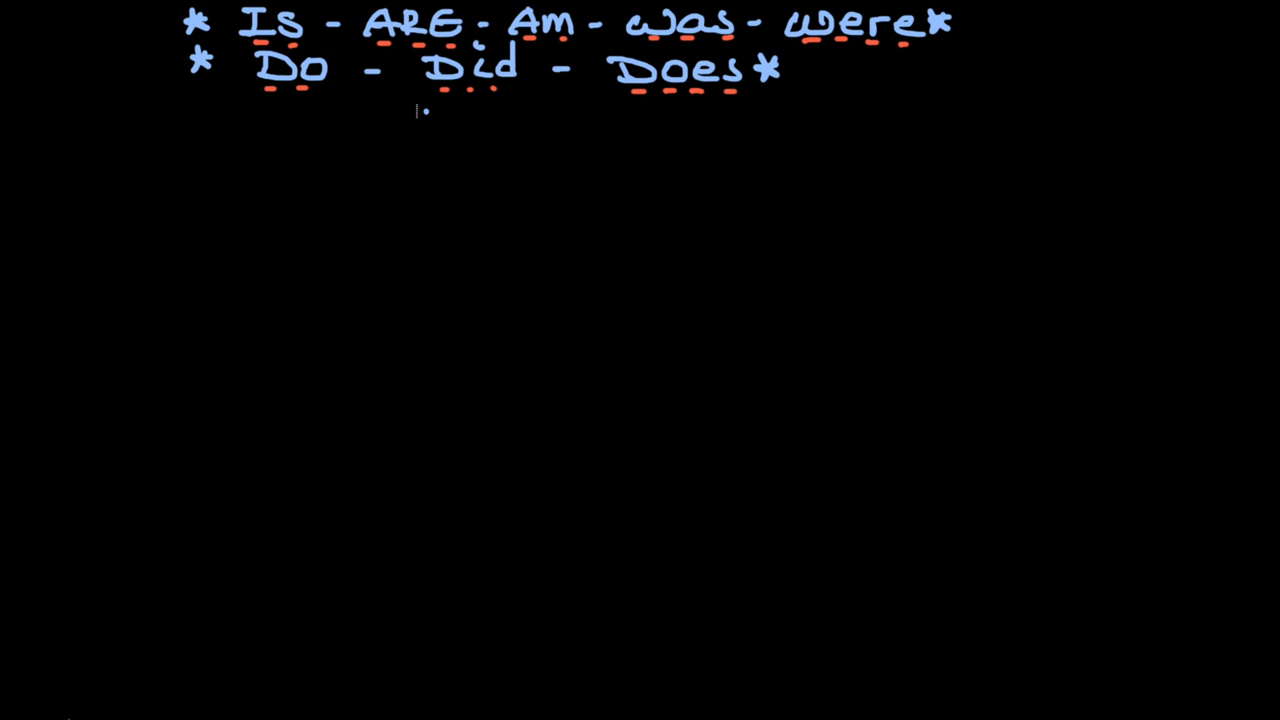 * Is - ARE - Am - was - were *
* Do - Did - Does *